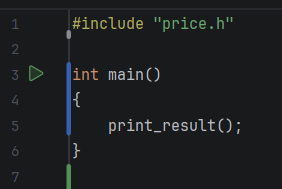 1 #include "price.h"
2
3 int main()
4 {
5     print_result();
6 }
7